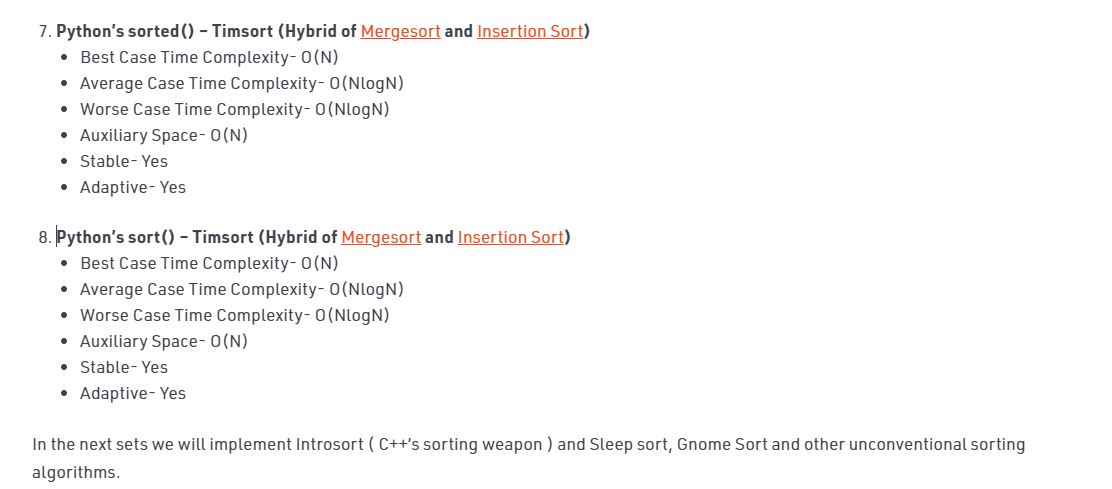 7. Python's sorted() – Timsort (Hybrid of Mergesort and Insertion Sort)
• Best Case Time Complexity- O(N)
• Average Case Time Complexity- O(NlogN)
• Worse Case Time Complexity- O(NlogN)
• Auxiliary Space- O(N)
• Stable- Yes
• Adaptive- Yes
8. Python's sort() – Timsort (Hybrid of Mergesort and Insertion Sort)
• Best Case Time Complexity- O(N)
• Average Case Time Complexity- O(NlogN)
• Worse Case Time Complexity- O(NlogN)
• Auxiliary Space- O(N)
• Stable- Yes
• Adaptive- Yes
In the next sets we will implement Introsort ( C++'s sorting weapon ) and Sleep sort, Gnome Sort and other unconventional sorting
algorithms.